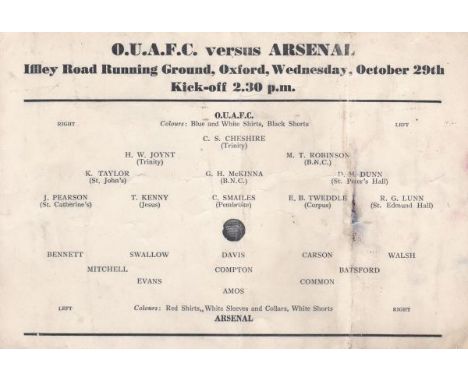 O.U.A.F.C. versus ARSENAL
Iffley Road Running Ground, Oxford, Wednesday, October 29th
Kick-off 2.30 p.m.
O.U.A.F.C.
RIGHT Colours: Blue and White Shirts, Black Shorts LEFT
C. S. CHESHIRE
(Trinity)
H. W. JOYNT M. T. ROBINSON
(Trinity) (B.N.C.)
K. TAYLOR G. H. McKINNA D. M. DUNN
(St. John's) (B.N.C.) (St. Peter's Hall)
J. PEARSON T. KENNY C. SMAILES E. B. TWEDDLE R. G. LUNN
(St. Catherine's) (Jesus) (Pembroke) (Corpus) (St. Edmund Hall)
BENNETT SWALLOW DAVIS CARSON WALSH
MITCHELL COMPTON BATSFORD
EVANS COMMON
AMOS
LEFT Colours: Red Shirts, White Sleeves and Collars, White Shorts RIGHT
ARSENAL